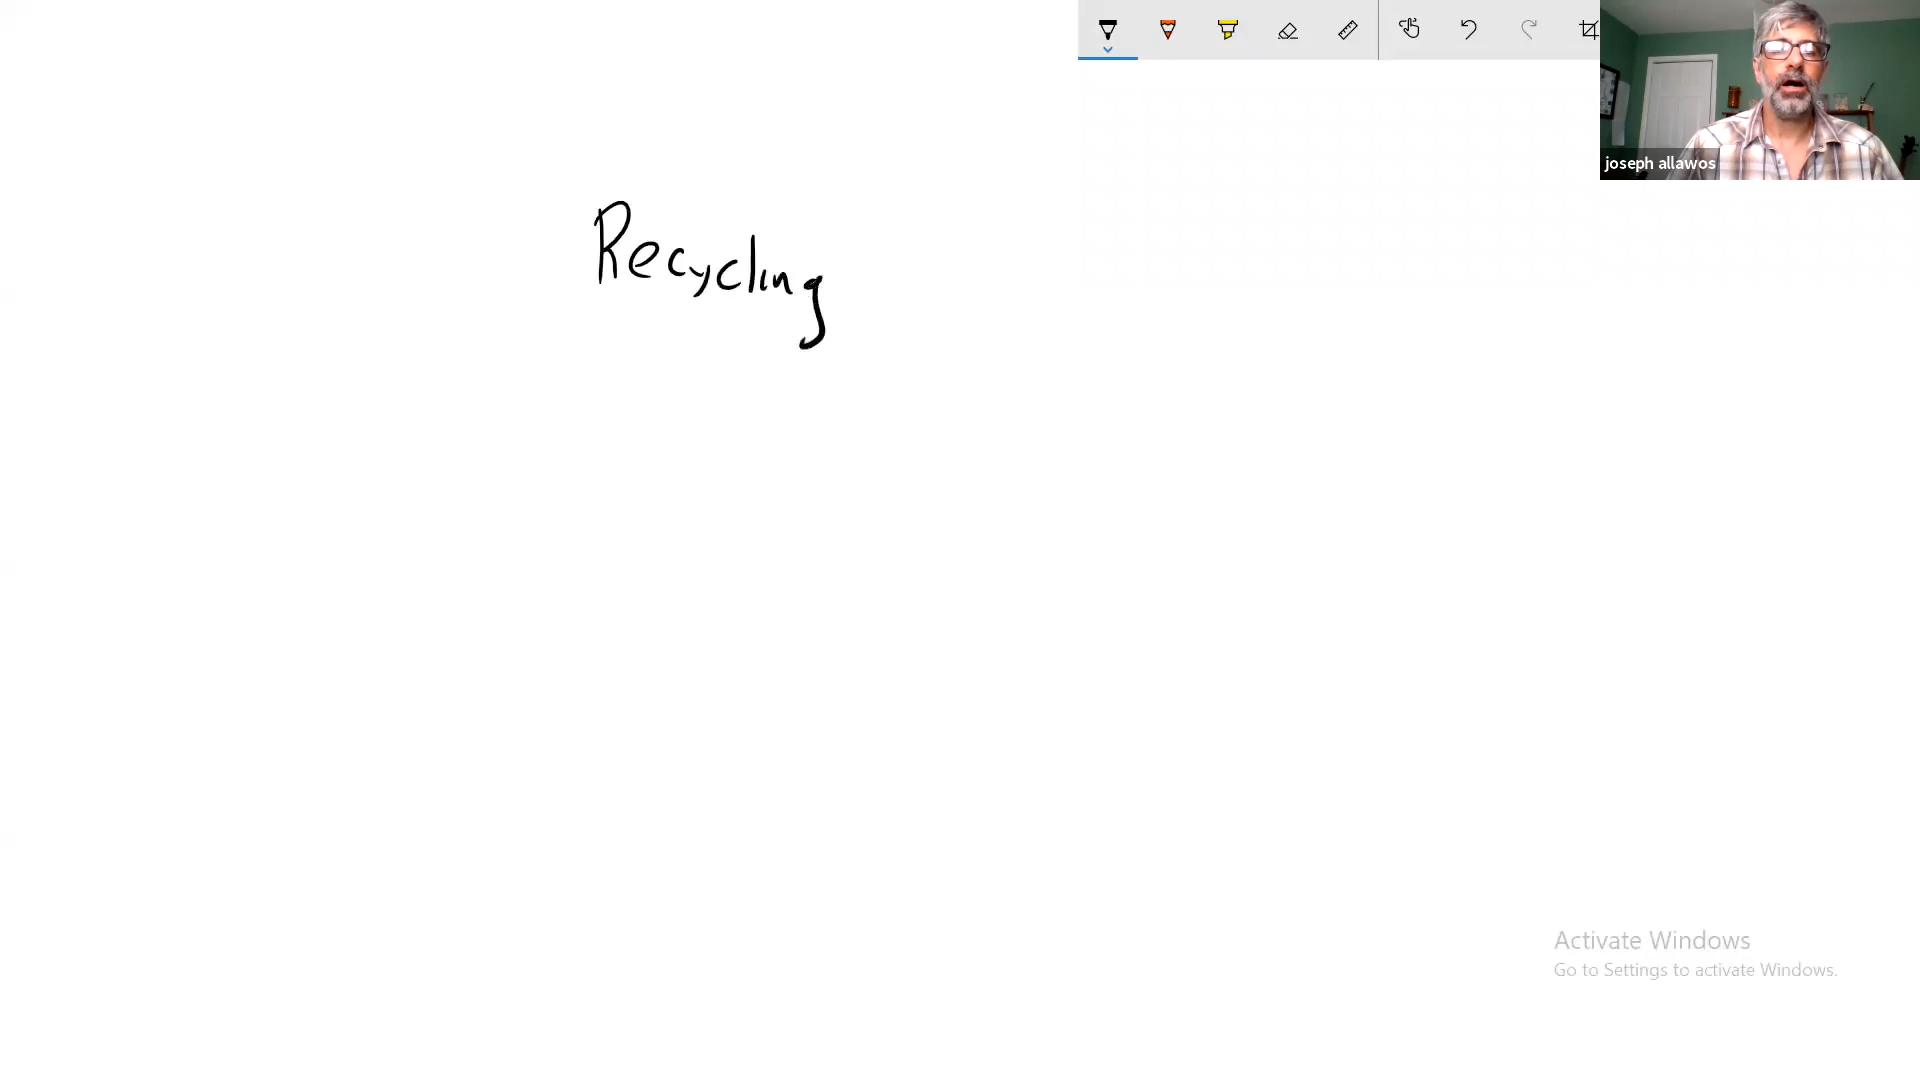 joseph allawos
Recycling
Activate Windows
Go to Settings to activate Windows.